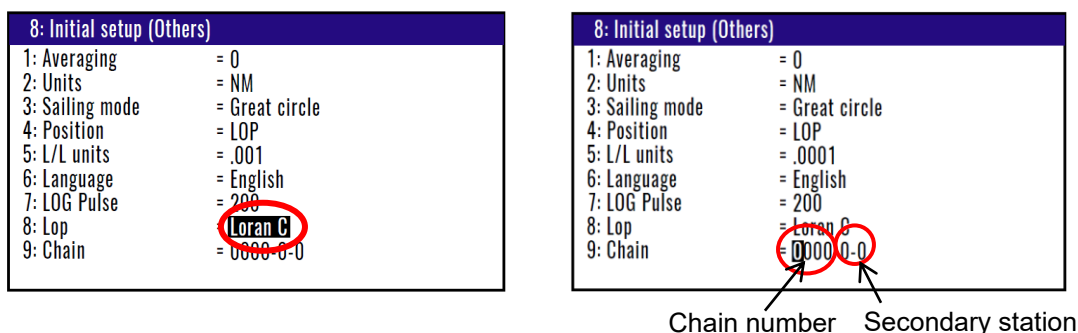 8: Initial setup (Others)
1: Averaging = 0
2: Units = NM
3: Sailing mode = Great circle
4: Position = LOP
5: L/L units = .001
6: Language = English
7: LOG Pulse = 200
8: Lop = Loran C
9: Chain = 0000-0-0
8: Initial setup (Others)
1: Averaging = 0
2: Units = NM
3: Sailing mode = Great circle
4: Position = LOP
5: L/L units = .0001
6: Language = English
7: LOG Pulse = 200
8: Lop = Loran C
9: Chain = 0000-0-0
Chain number Secondary station